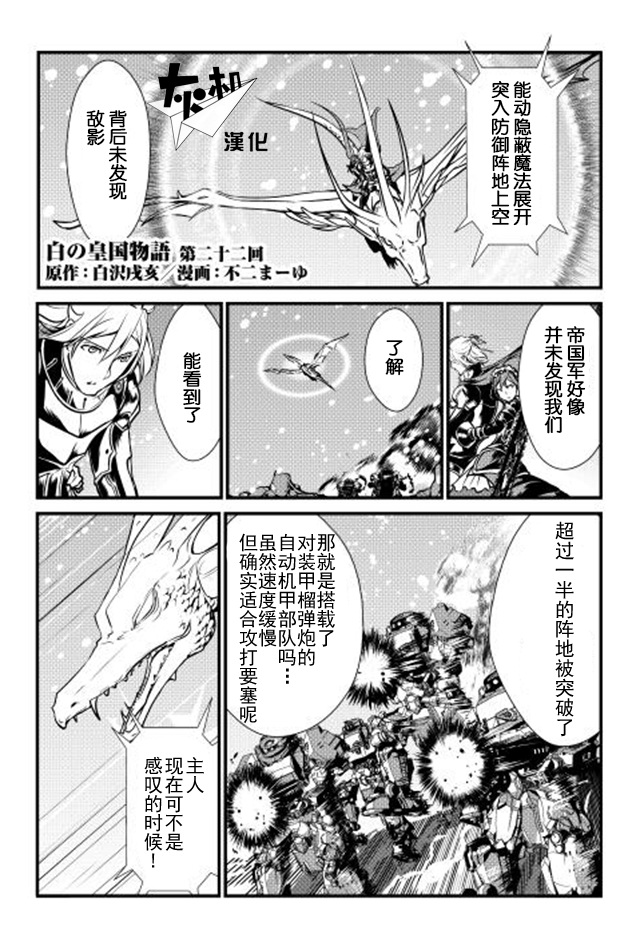 能动隐蔽魔法展开
突入防御阵地上空
灰机
漢化
背后未发现
敌影
白の皇国物語 第二十二回
原作：白沢戌亥／漫画：不二まーゆ
帝国军好像
并未发现我们
了解
能看到了
超过一半的阵地被突破了
那就是搭载了
对装甲榴弹炮的
自动机甲部队吗…
虽然速度缓慢
但确实适合攻打要塞呢
主人
现在可不是
感叹的时候！